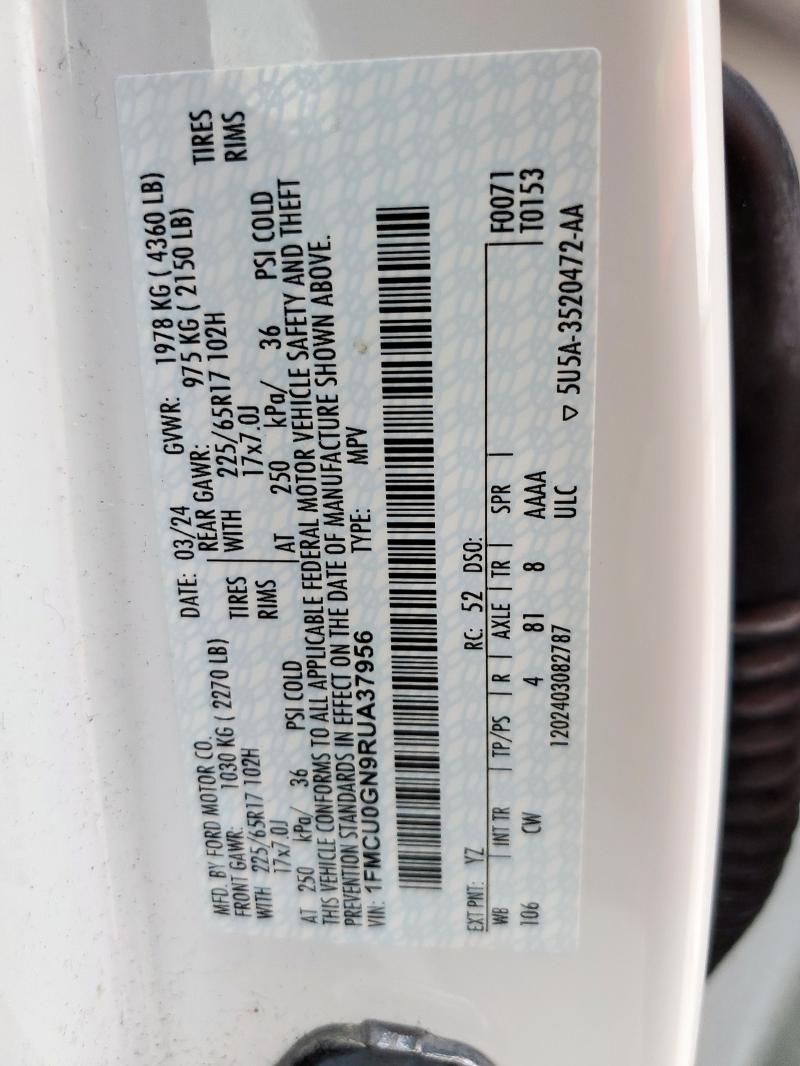 MFD. BY FORD MOTOR CO. DATE: 03/24 GVWR: 1978 KG ( 4360 LB)
FRONT GAWR: 1030 KG ( 2270 LB) REAR GAWR: 975 KG ( 2150 LB)
WITH 225/65R17 102H TIRES WITH 225/65R17 102H TIRES
17x7.0J RIMS 17x7.0J RIMS
AT 250 kPa/ 36 PSI COLD AT 250 kPa/ 36 PSI COLD
THIS VEHICLE CONFORMS TO ALL APPLICABLE FEDERAL MOTOR VEHICLE SAFETY AND THEFT
PREVENTION STANDARDS IN EFFECT ON THE DATE OF MANUFACTURE SHOWN ABOVE.
VIN: 1FMCU0GN9RUA37956 TYPE: MPV
EXT PNT: YZ RC: 52 DSO: F0071
WB INT TR TP/PS R AXLE TR SPR T0153
106 CW 4 81 8 AAAA
1202403082787 ULC ▽ 5U5A-3520472-AA